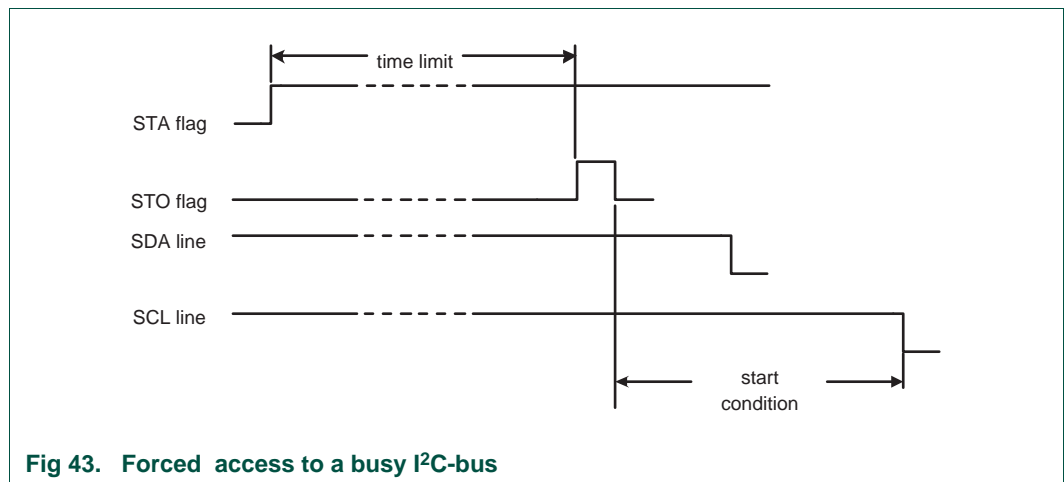 time limit
STA flag
STO flag
SDA line
SCL line
start
condition
Fig 43. Forced access to a busy I²C-bus